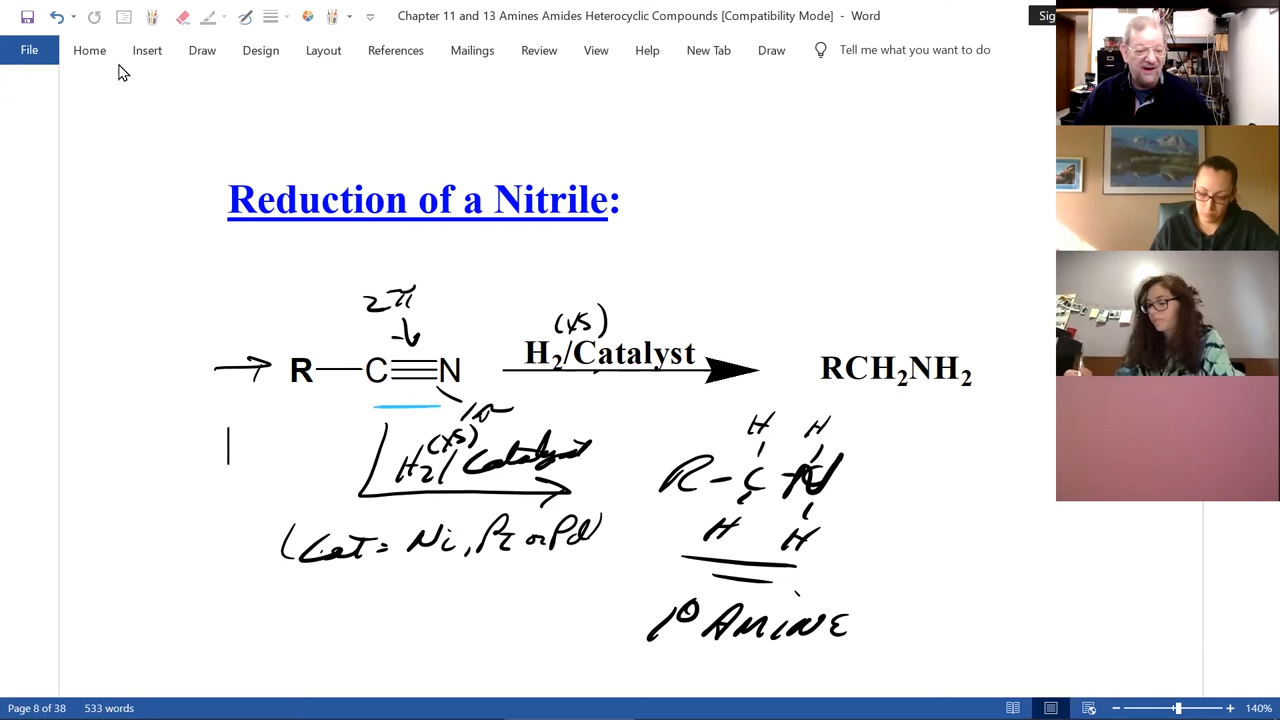 Chapter 11 and 13 Amines Amides Heterocyclic Compounds [Compatibility Mode] - Word
Sig
File Home Insert Draw Design Layout References Mailings Review View Help New Tab Draw Tell me what you want to do
Reduction of a Nitrile:
2π
(XS)
R C N H₂/Catalyst RCH₂NH₂
1σ
H H
(XS)
H₂/Catalyst
R-C-N
H H
(Cat = Ni, Pt or Pd)
1° AMINE
Page 8 of 38 533 words 140%